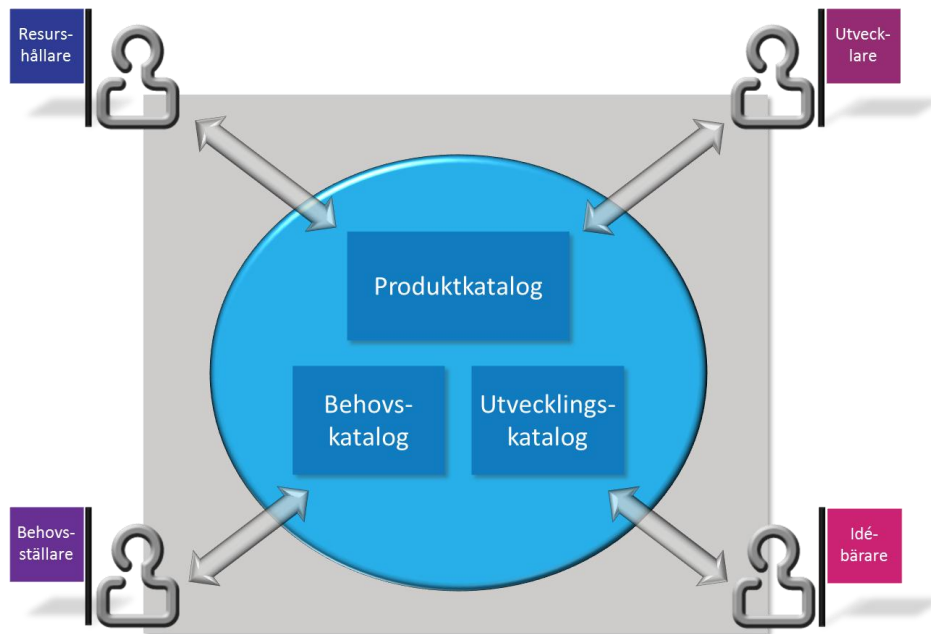 Resurs-
hållare
Utveck-
lare
Produktkatalog
Behovs-
katalog
Utvecklings-
katalog
Behovs-
ställare
Idé-
bärare